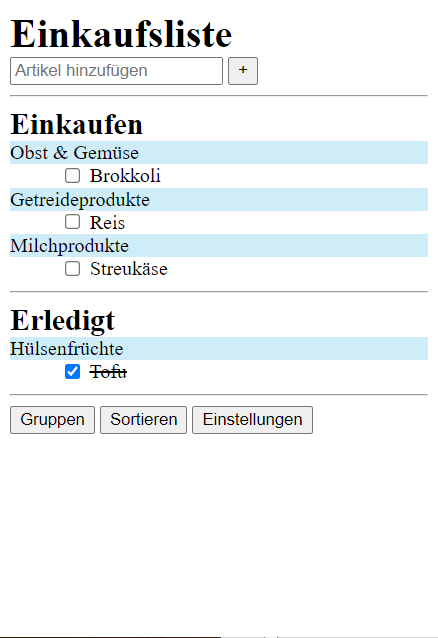 Einkaufsliste
Artikel hinzufügen +
Einkaufen
Obst & Gemüse
Brokkoli
Getreideprodukte
Reis
Milchprodukte
Streukäse
Erledigt
Hülsenfrüchte
Tofu
Gruppen Sortieren Einstellungen